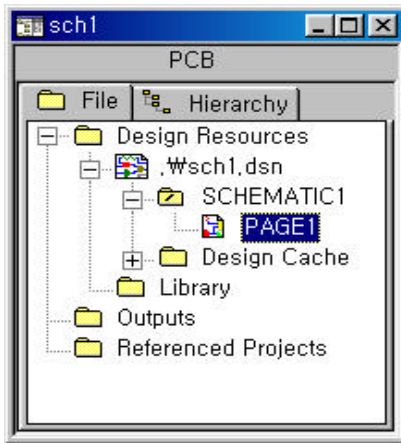 sch1
PCB
File Hierarchy
Design Resources
.₩sch1.dsn
SCHEMATIC1
PAGE1
Design Cache
Library
Outputs
Referenced Projects